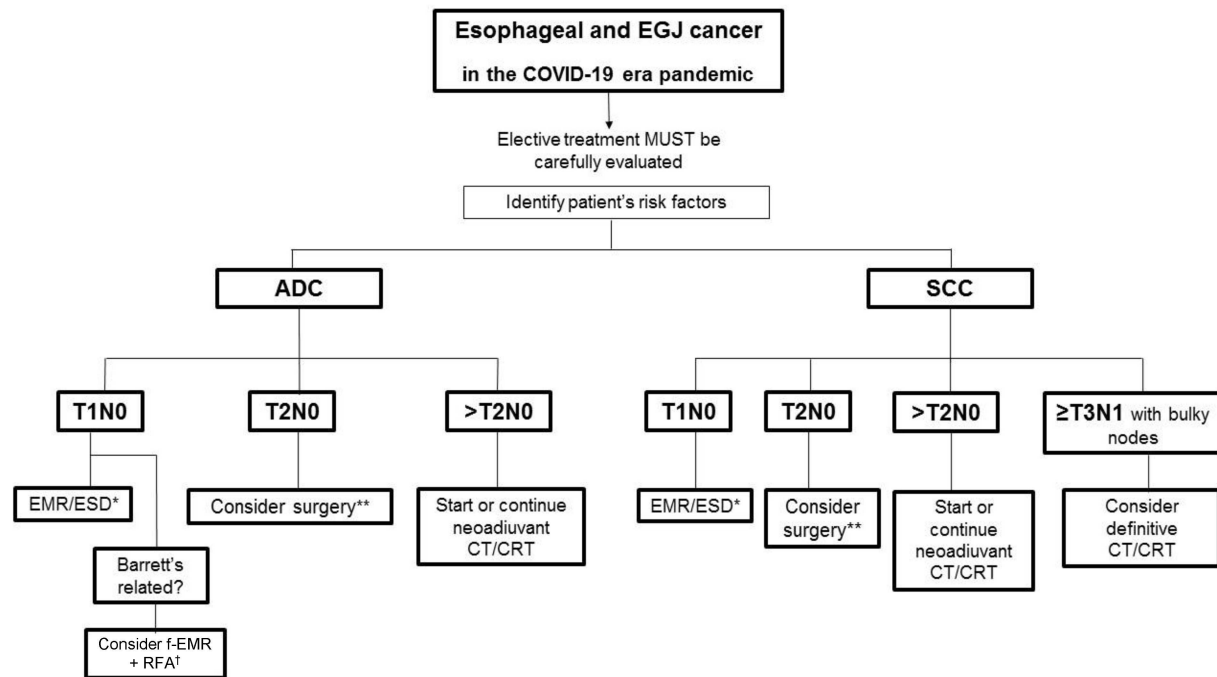 Esophageal and EGJ cancer
in the COVID-19 era pandemic
Elective treatment MUST be
carefully evaluated
Identify patient's risk factors
ADC
SCC
T1N0
T2N0
>T2N0
T1N0
T2N0
>T2N0
≥T3N1 with bulky
nodes
EMR/ESD*
Consider surgery**
Start or continue
neoadiuvant
CT/CRT
EMR/ESD*
Consider
surgery**
Start or
continue
neoadiuvant
CT/CRT
Consider
definitive
CT/CRT
Barrett's
related?
Consider f-EMR
+ RFA†